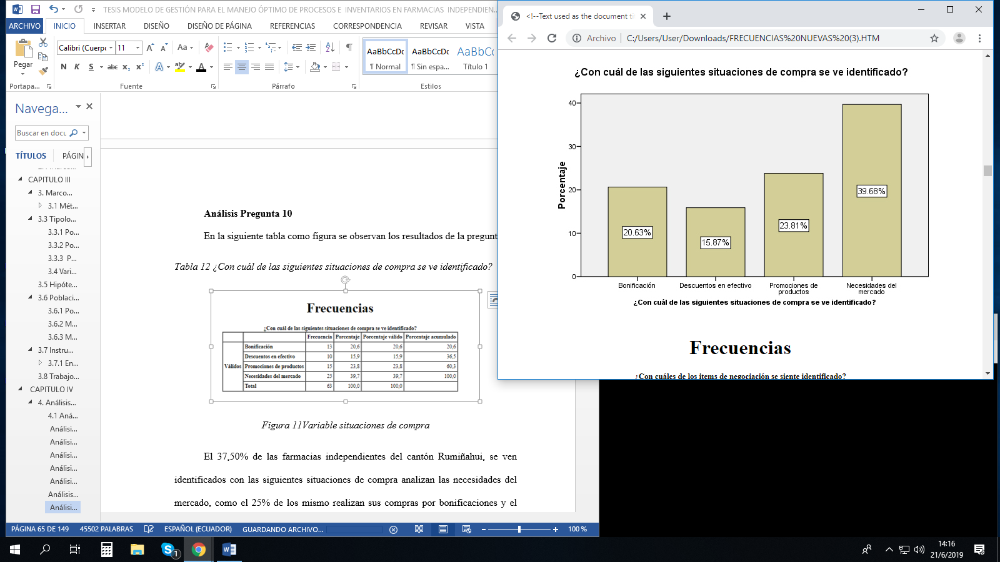 TESIS MODELO DE GESTIÓN PARA EL MANEJO ÓPTIMO DE PROCESOS E INVENTARIOS EN FARMACIAS INDEPENDIEN...
ARCHIVO INICIO INSERTAR DISEÑO DISEÑO DE PÁGINA REFERENCIAS CORRESPONDENCIA REVISAR VISTA
Pegar
Calibri (Cuerpo 11 Aa
N K S abc x₂ x²
AaBbCcDc AaBbCcDc AaBbCc
¶ Normal ¶ Sin espa... Título 1
Portapa... Fuente Párrafo Estilos
Navega...
Buscar en docu
TÍTULOS PÁGIN
CAPITULO III
3. Marco...
3.1 Mét...
3.3 Tipolo...
3.3.1 Po...
3.3.2 Po...
3.3.3 P...
3.4 Vari...
3.5 Hipóte...
3.6 Poblaci...
3.6.1 Po...
3.6.2 M...
3.6.3 M...
3.7 Instru...
3.7.1 En...
3.8 Trabajo...
CAPITULO IV
4. Análisis...
4.1 Aná...
Análisi...
Análisi...
Análisi...
Análisi...
Análisi...
Análisis...
Análisi...
Análisis Pregunta 10
En la siguiente tabla como figura se observan los resultados de la pregunt
Tabla 12 ¿Con cuál de las siguientes situaciones de compra se ve identificado?
Frecuencias
¿Con cuál de las siguientes situaciones de compra se ve identificado?
Frecuencia Porcentaje Porcentaje válido Porcentaje acumulado
Válidos
Bonificación 13 20,6 20,6 20,6
Descuentos en efectivo 10 15,9 15,9 36,5
Promociones de productos 15 23,8 23,8 60,3
Necesidades del mercado 25 39,7 39,7 100,0
Total 63 100,0 100,0
Figura 11Variable situaciones de compra
El 37,50% de las farmacias independientes del cantón Rumiñahui, se ven
identificados con las siguientes situaciones de compra analizan las necesidades del
mercado, como el 25% de los mismo realizan sus compras por bonificaciones y el
PÁGINA 65 DE 149 45502 PALABRAS ESPAÑOL (ECUADOR) GUARDANDO ARCHIVO... 100 %
<!--Text used as the document ti
Archivo C:/Users/User/Downloads/FRECUENCIAS%20NUEVAS%20(3).HTM
¿Con cuál de las siguientes situaciones de compra se ve identificado?
Porcentaje
40
30
20
10
0
20.63%
15.87%
23.81%
39.68%
Bonificación
Descuentos en efectivo
Promociones de
productos
Necesidades del
mercado
¿Con cuál de las siguientes situaciones de compra se ve identificado?
Frecuencias
¿Con cuáles de los items de negociación se siente identificado?
1
14:16
21/6/2019